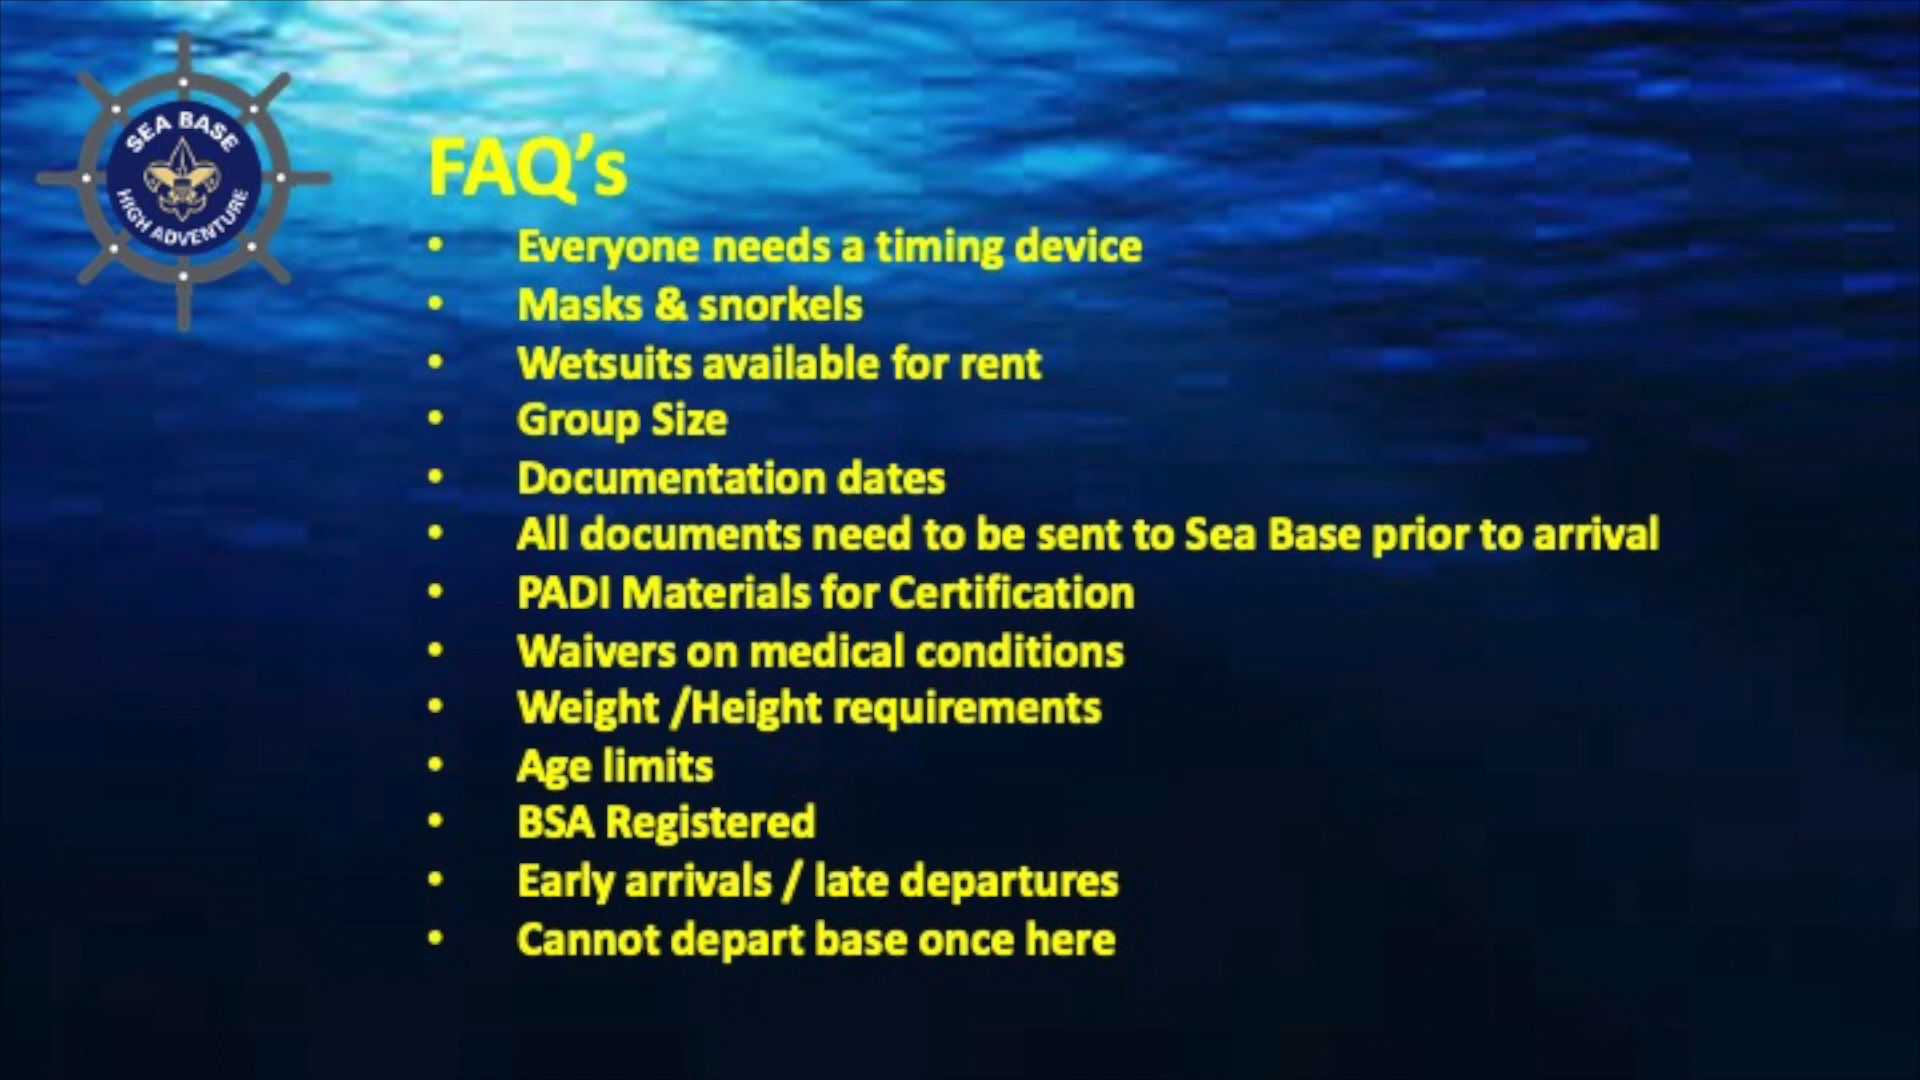 SEA BASE
HIGH ADVENTURE
FAQ’s
• Everyone needs a timing device
• Masks & snorkels
• Wetsuits available for rent
• Group Size
• Documentation dates
• All documents need to be sent to Sea Base prior to arrival
• PADI Materials for Certification
• Waivers on medical conditions
• Weight /Height requirements
• Age limits
• BSA Registered
• Early arrivals / late departures
• Cannot depart base once here